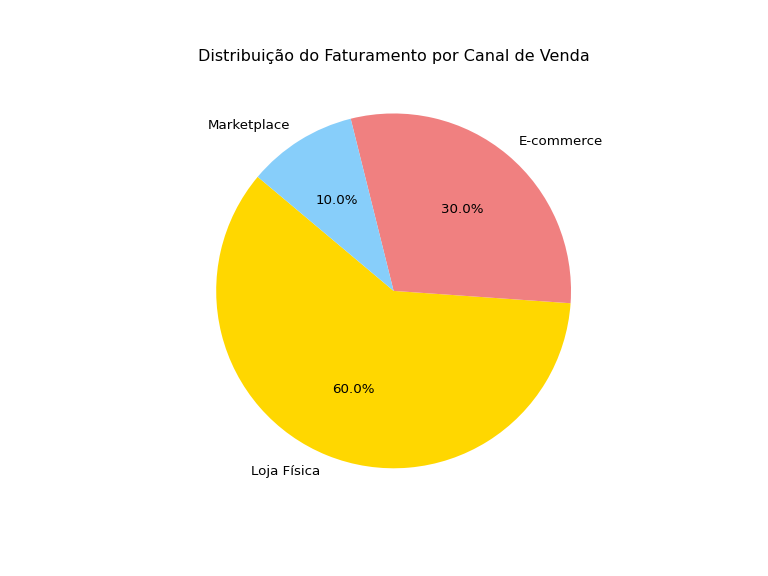 Distribuição do Faturamento por Canal de Venda
Marketplace
E-commerce
10.0%
30.0%
60.0%
Loja Física